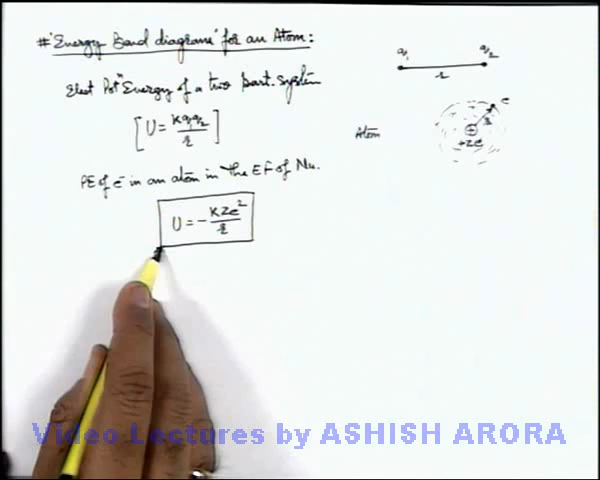 # 'Energy Band diagrams' for an Atom:
Elect Potⁿ Energy of a two part. System
[U = Kq₁q₂/r]
PE of e⁻ in an atom in the EF of Nu.
U = - KZe²/r
q₁ q₂
r
Atom
e
r
+
+Ze
Video Lectures by ASHISH ARORA